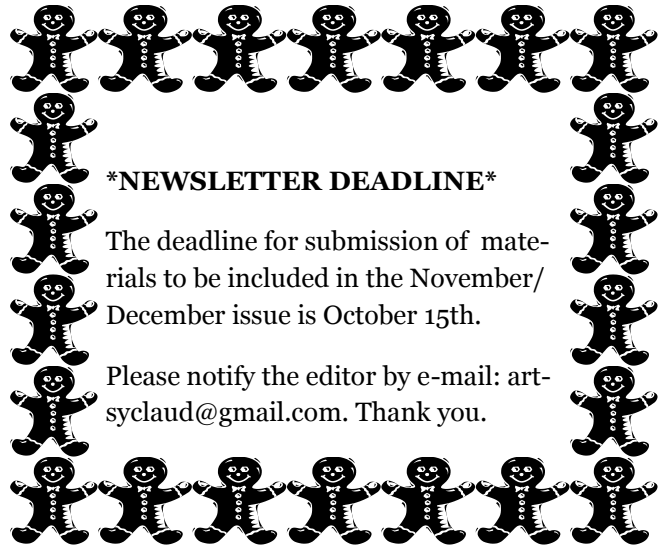 *NEWSLETTER DEADLINE*
The deadline for submission of  mate-
rials to be included in the November/
December issue is October 15th.
Please notify the editor by e-mail: art-
syclaud@gmail.com. Thank you.